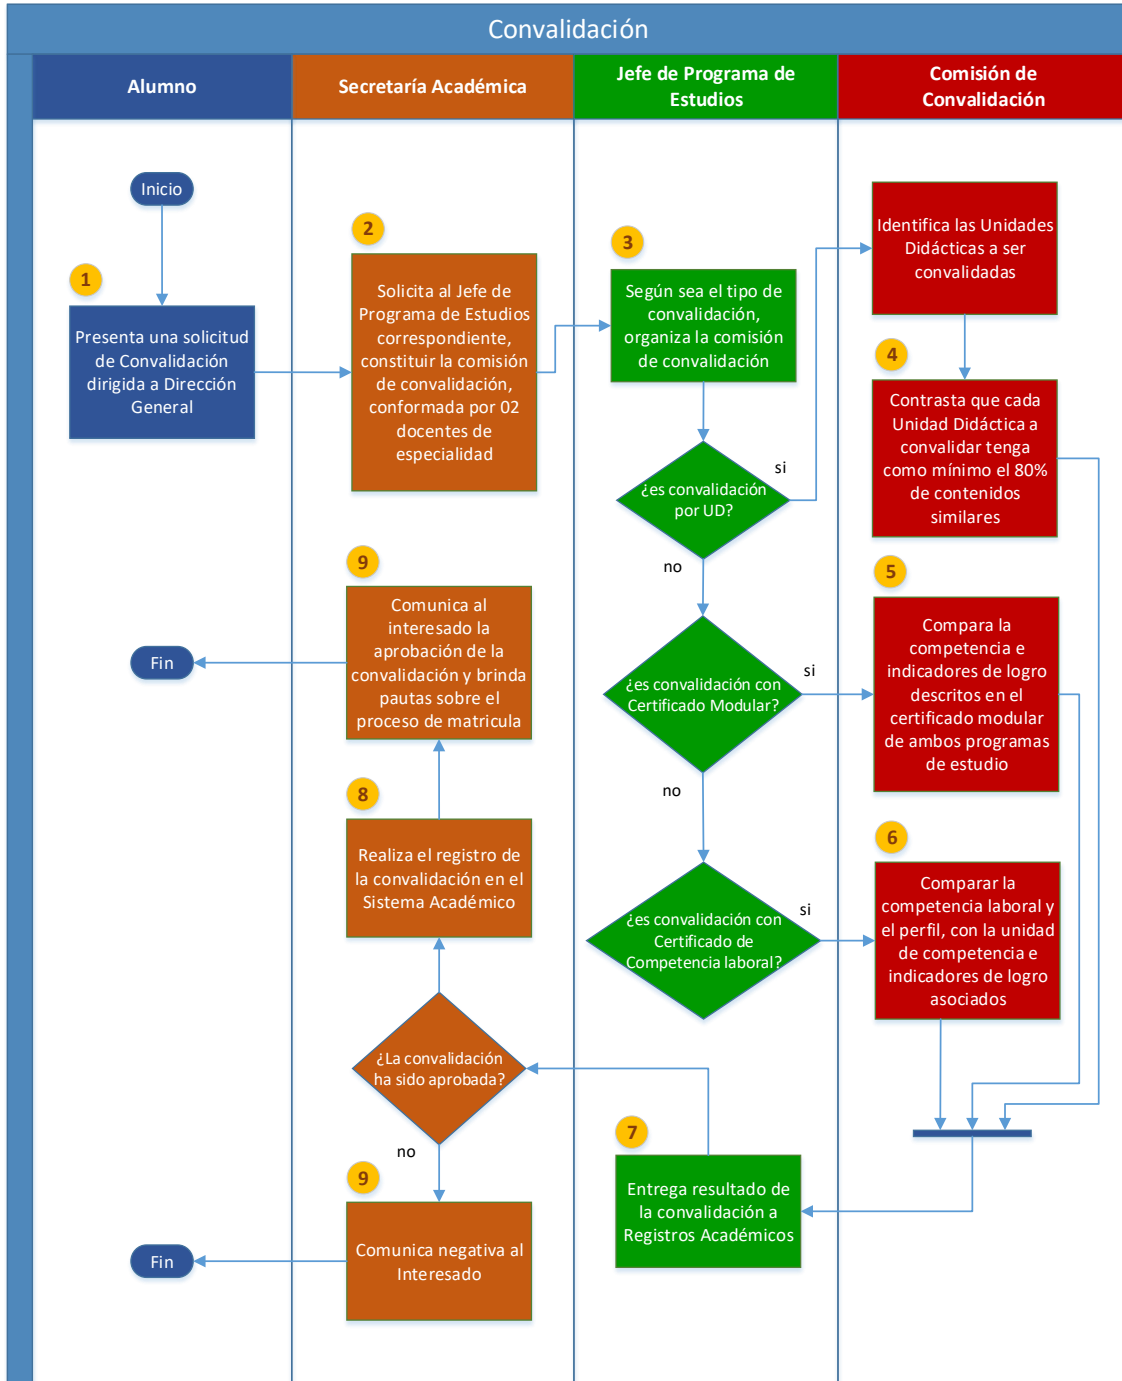 Convalidación
Alumno
Secretaría Académica
Jefe de Programa de
Estudios
Comisión de
Convalidación
Inicio
1
Presenta una solicitud
de Convalidación
dirigida a Dirección
General
2
Solicita al Jefe de
Programa de Estudios
correspondiente,
constituir la comisión
de convalidación,
conformada por 02
docentes de
especialidad
3
Según sea el tipo de
convalidación,
organiza la comisión
de convalidación
¿es convalidación
por UD?
si
no
Identifica las Unidades
Didácticas a ser
convalidadas
4
Contrasta que cada
Unidad Didáctica a
convalidar tenga
como mínimo el 80%
de contenidos
similares
¿es convalidación con
Certificado Modular?
si
no
5
Compara la
competencia e
indicadores de logro
descritos en el
certificado modular
de ambos programas
de estudio
¿es convalidación con
Certificado de
Competencia laboral?
si
6
Comparar la
competencia laboral y
el perfil, con la unidad
de competencia e
indicadores de logro
asociados
7
Entrega resultado de
la convalidación a
Registros Académicos
¿La convalidación
ha sido aprobada?
no
8
Realiza el registro de
la convalidación en el
Sistema Académico
9
Comunica al
interesado la
aprobación de la
convalidación y brinda
pautas sobre el
proceso de matricula
Fin
9
Comunica negativa al
Interesado
Fin